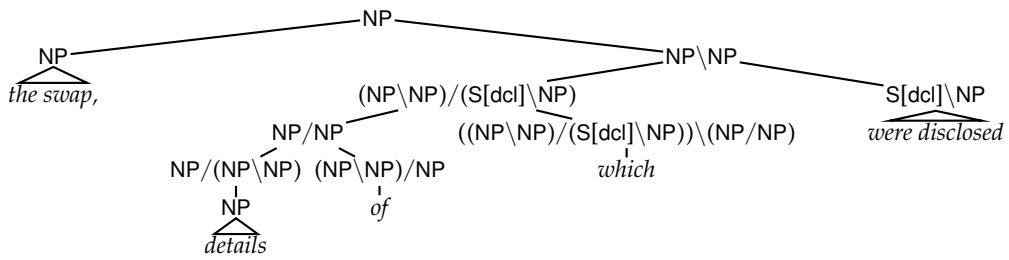 NP
NP NP\NP
the swap, (NP\NP)/(S[dcl]\NP) S[dcl]\NP
NP/NP ((NP\NP)/(S[dcl]\NP))\(NP/NP) were disclosed
NP/(NP\NP) (NP\NP)/NP which
NP of
details